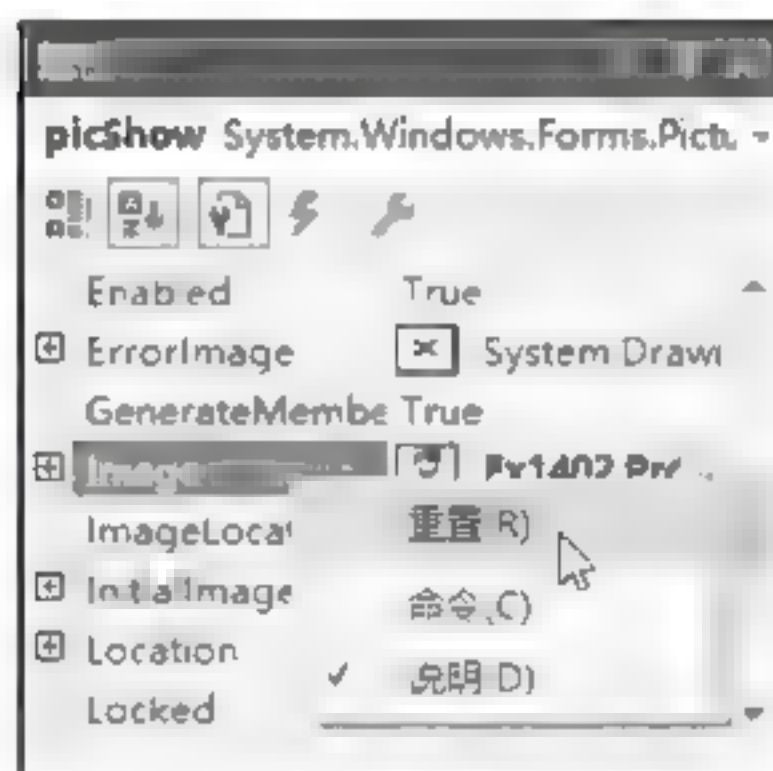 picShow System.Windows.Forms.Pictu
Enabled True
ErrorImage System.Drawi
GenerateMembe True
Image
ImageLocat
InitialImage
Location
Locked
重置(R)
命令(C)
说明(D)